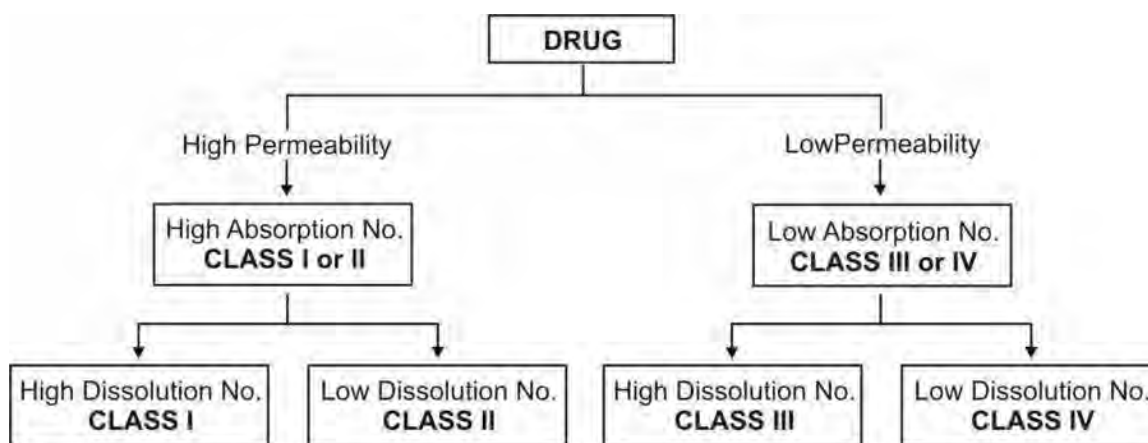 DRUG
High Permeability
LowPermeability
High Absorption No.
CLASS I or II
Low Absorption No.
CLASS III or IV
High Dissolution No.
CLASS I
Low Dissolution No.
CLASS II
High Dissolution No.
CLASS III
Low Dissolution No.
CLASS IV